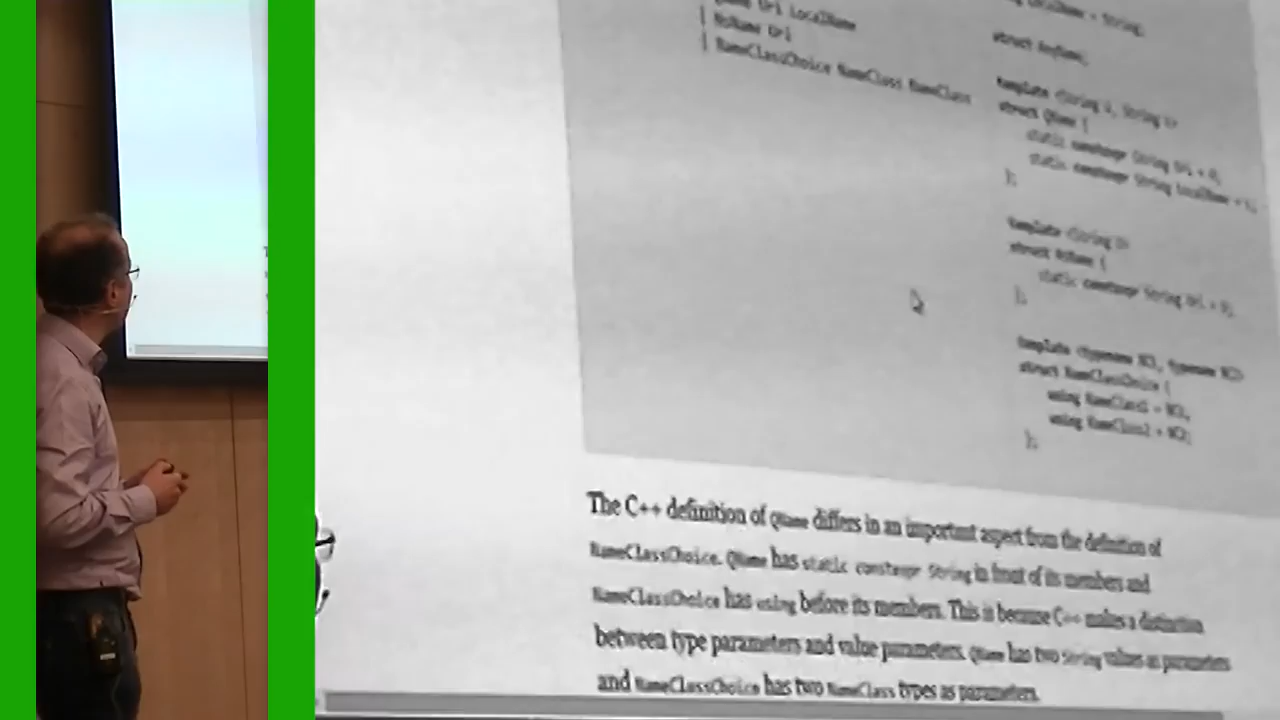 QName Uri LocalName
| NsName Uri
| NameClassChoice NameClass NameClass
LocalName = String;
struct AnyName;
template <String
struct QName {
static constexpr String Uri =
static constexpr String LocalName =
};
template <String
struct NsName {
static constexpr String Uri =
};
template <typename NC1, typename NC2>
struct NameClassChoice {
using NameClass1 = NC1;
using NameClass2 = NC2;
};
The C++ definition of QName differs in an important aspect from the definition of
NameClassChoice. QName has static constexpr String in front of its members and
NameClassChoice has using before its members. This is because C++ makes a distinction
between type parameters and value parameters. QName has two String values as parameters
and NameClassChoice has two NameClass types as parameters.